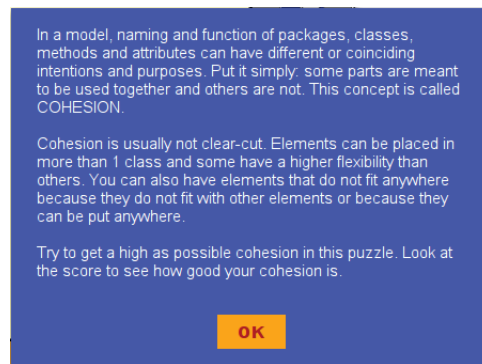 In a model, naming and function of packages, classes,
methods and attributes can have different or coinciding
intentions and purposes. Put it simply: some parts are meant
to be used together and others are not. This concept is called
COHESION.
Cohesion is usually not clear-cut. Elements can be placed in
more than 1 class and some have a higher flexibility than
others. You can also have elements that do not fit anywhere
because they do not fit with other elements or because they
can be put anywhere.
Try to get a high as possible cohesion in this puzzle. Look at
the score to see how good your cohesion is.
OK